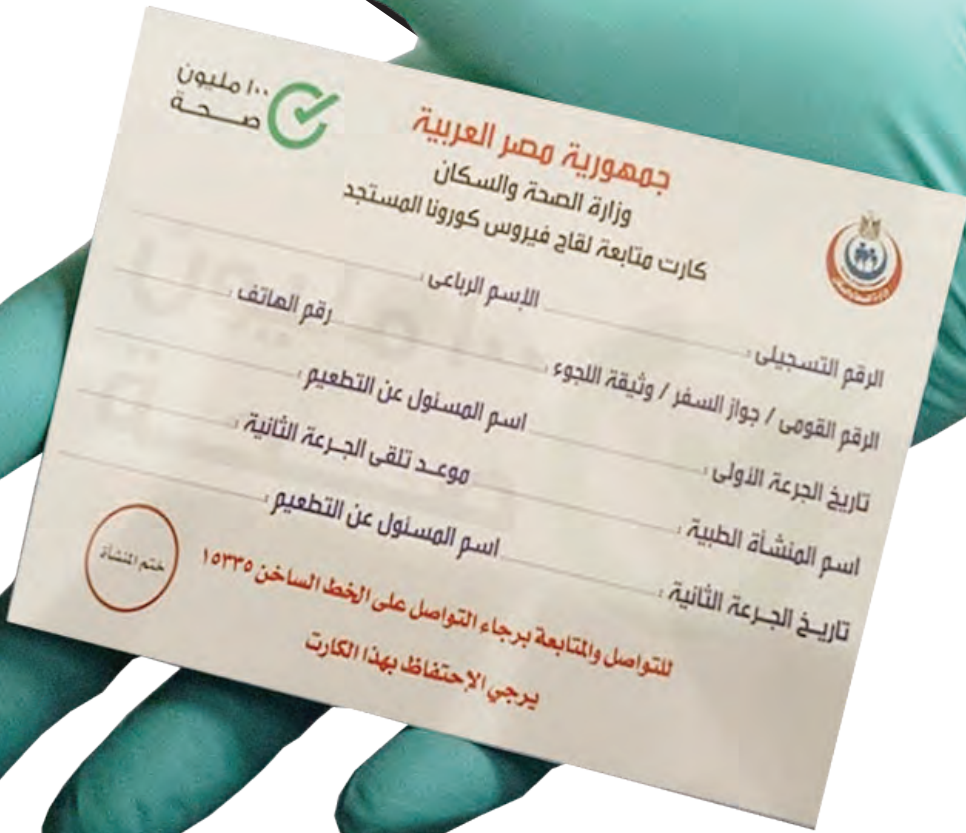 ١٠٠ مليون
صحة
جمهورية مصر العربية
وزارة الصحة والسكان
كارت متابعة لقاح فيروس كورونا المستجد
الرقم التسجيلى : الإسم الرباعى :
الرقم القومى / جواز السفر / وثيقة اللجوء : رقم الهاتف :
تاريخ الجرعة الأولى : اسم المسئول عن التطعيم :
اسم المنشأة الطبية : موعد تلقى الجرعة الثانية :
تاريخ الجرعة الثانية : اسم المسئول عن التطعيم :
ختم المنشأة
للتواصل والمتابعة برجاء التواصل على الخط الساخن ١٥٣٣٥
يرجي الإحتفاظ بهذا الكارت